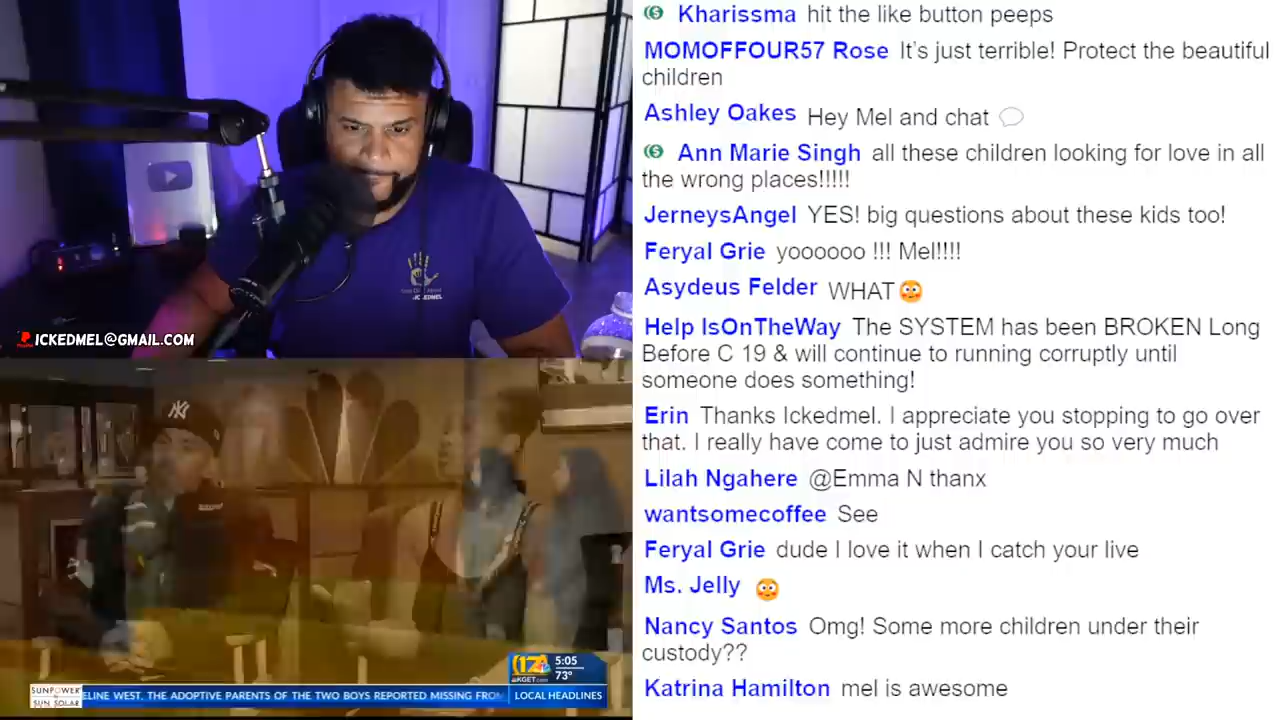 ICKEDMEL@GMAIL.COM
NY
17
KGET.com
5:05
73°
SUNPOWER
by
SUN SOLAR
ELINE WEST. THE ADOPTIVE PARENTS OF THE TWO BOYS REPORTED MISSING FROM
LOCAL HEADLINES
Kharissma hit the like button peeps
MOMOFFOUR57 Rose It's just terrible! Protect the beautiful
children
Ashley Oakes Hey Mel and chat
Ann Marie Singh all these children looking for love in all
the wrong places!!!!!
JerneysAngel YES! big questions about these kids too!
Feryal Grie yoooooo !!! Mel!!!!
Asydeus Felder WHAT
Help IsOnTheWay The SYSTEM has been BROKEN Long
Before C 19 & will continue to running corruptly until
someone does something!
Erin Thanks Ickedmel. I appreciate you stopping to go over
that. I really have come to just admire you so very much
Lilah Ngahere @Emma N thanx
wantsomecoffee See
Feryal Grie dude I love it when I catch your live
Ms. Jelly
Nancy Santos Omg! Some more children under their
custody??
Katrina Hamilton mel is awesome